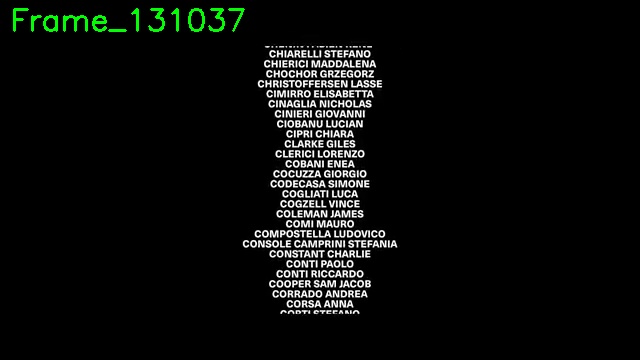 Frame_131037
CHIARELLI STEFANO
CHIERICI MADDALENA
CHOCHOR GRZEGORZ
CHRISTOFFERSEN LASSE
CIMIRRO ELISABETTA
CINAGLIA NICHOLAS
CINIERI GIOVANNI
CIOBANU LUCIAN
CIPRI CHIARA
CLARKE GILES
CLERICI LORENZO
COBANI ENEA
COCUZZA GIORGIO
CODECASA SIMONE
COGLIATI LUCA
COGZELL VINCE
COLEMAN JAMES
COMI MAURO
COMPOSTELLA LUDOVICO
CONSOLE CAMPRINI STEFANIA
CONSTANT CHARLIE
CONTI PAOLO
CONTI RICCARDO
COOPER SAM JACOB
CORRADO ANDREA
CORSA ANNA
CORTI STEFANO